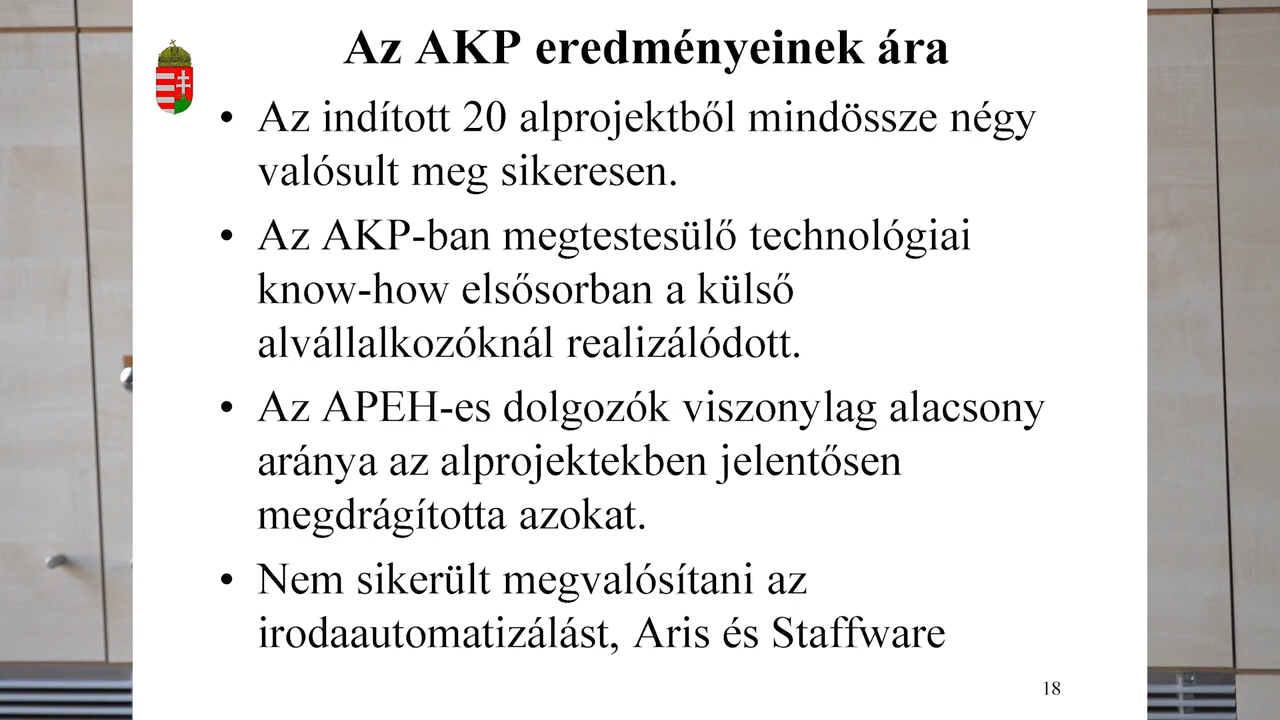 Az AKP eredményeinek ára
• Az indított 20 alprojektből mindössze négy
valósult meg sikeresen.
• Az AKP-ban megtestesülő technológiai
know-how elsősorban a külső
alvállalkozóknál realizálódott.
• Az APEH-es dolgozók viszonylag alacsony
aránya az alprojektekben jelentősen
megdrágította azokat.
• Nem sikerült megvalósítani az
irodaautomatizálást, Aris és Staffware
18